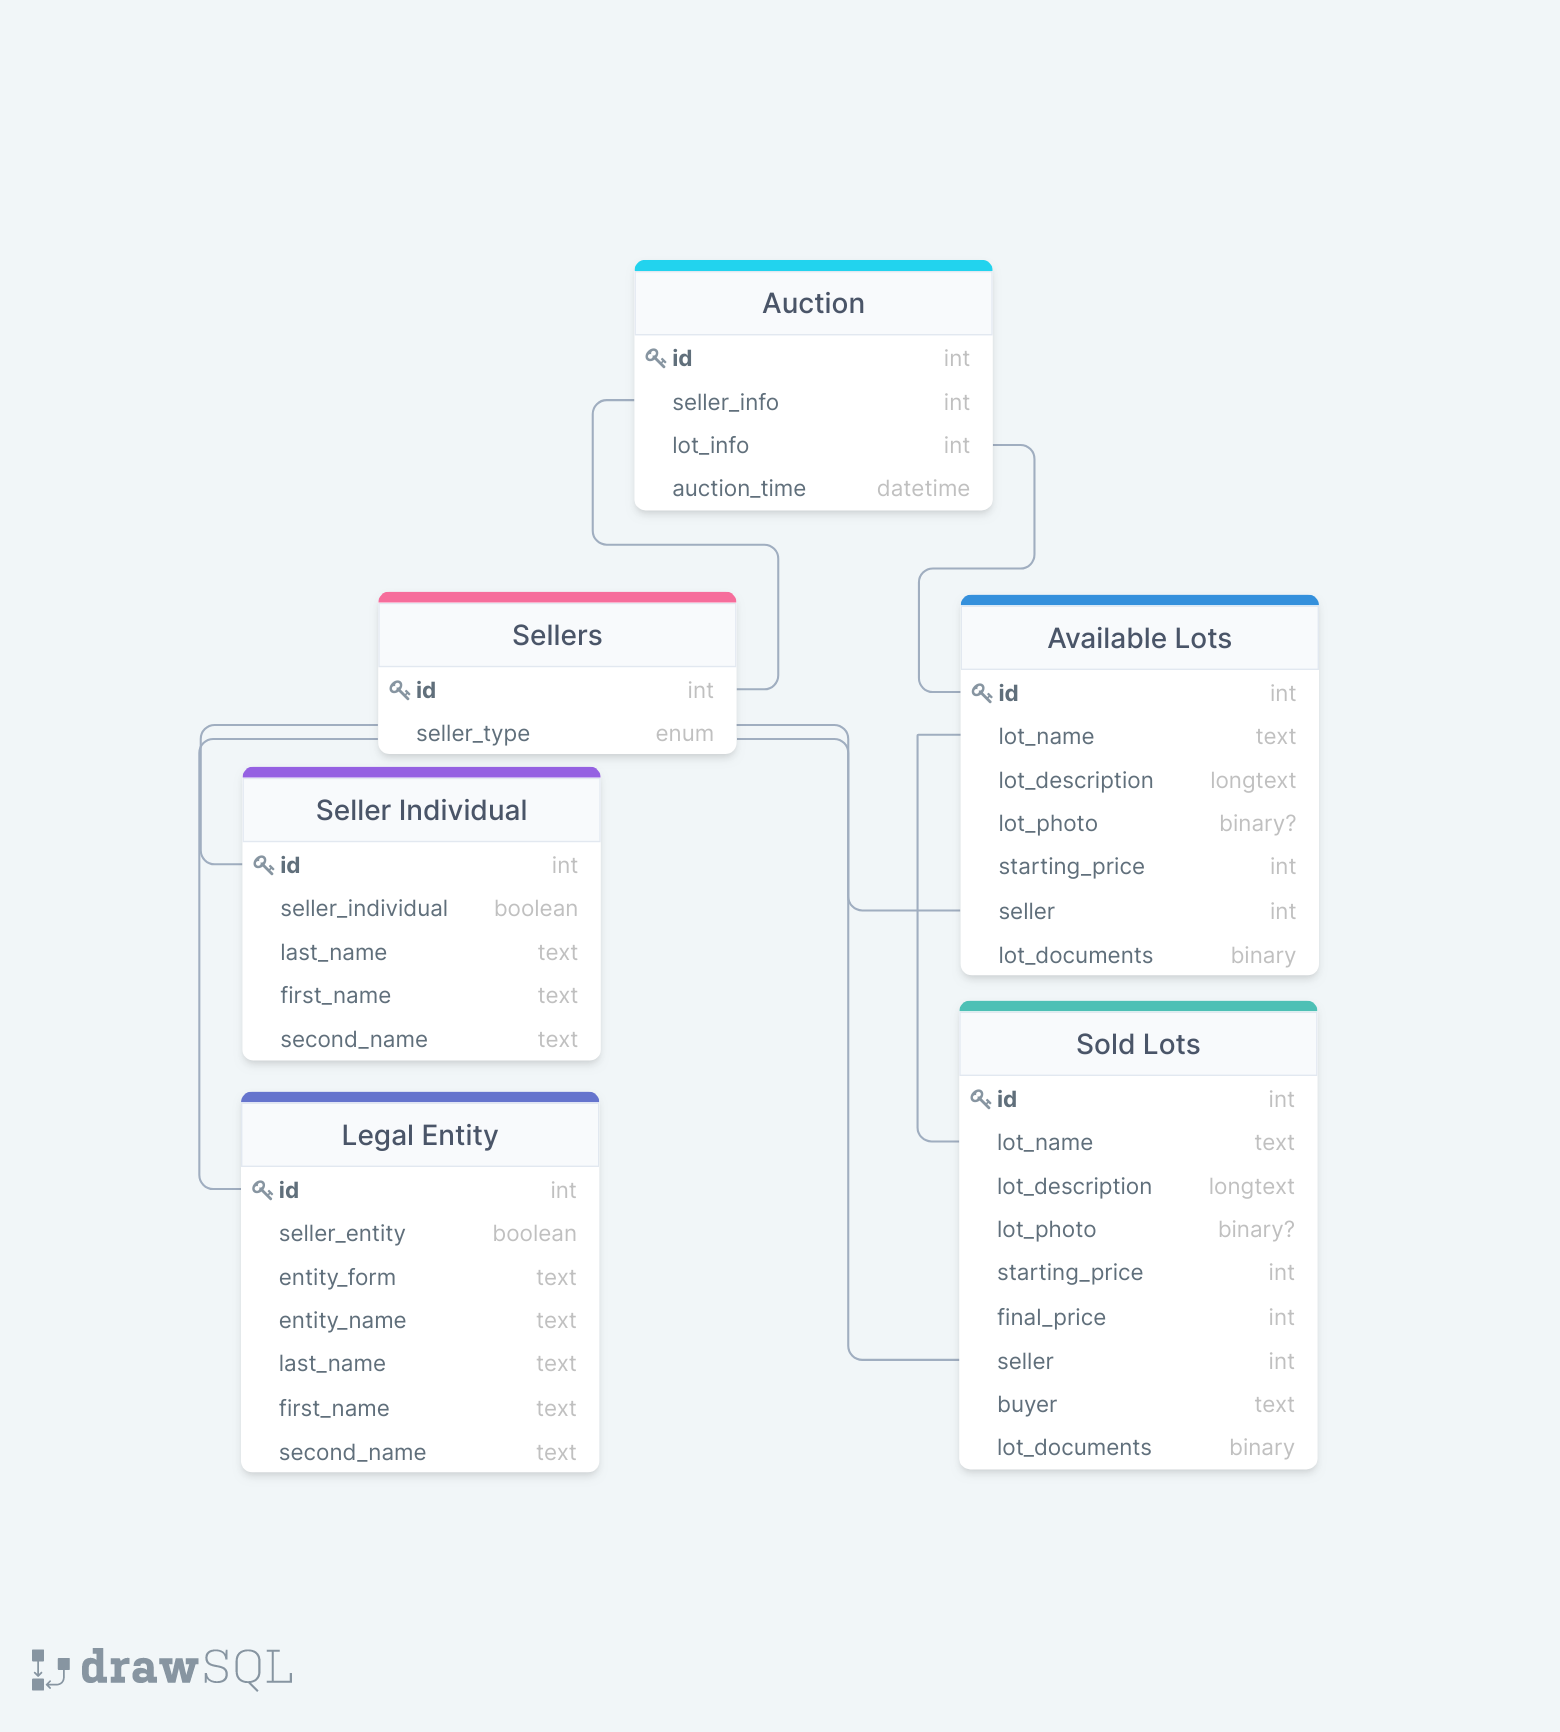 Auction
id int
seller_info int
lot_info int
auction_time datetime
Sellers
id int
seller_type enum
Available Lots
id int
lot_name text
lot_description longtext
lot_photo binary?
starting_price int
seller int
lot_documents binary
Seller Individual
id int
seller_individual boolean
last_name text
first_name text
second_name text
Sold Lots
id int
lot_name text
lot_description longtext
lot_photo binary?
starting_price int
final_price int
seller int
buyer text
lot_documents binary
Legal Entity
id int
seller_entity boolean
entity_form text
entity_name text
last_name text
first_name text
second_name text
drawSQL